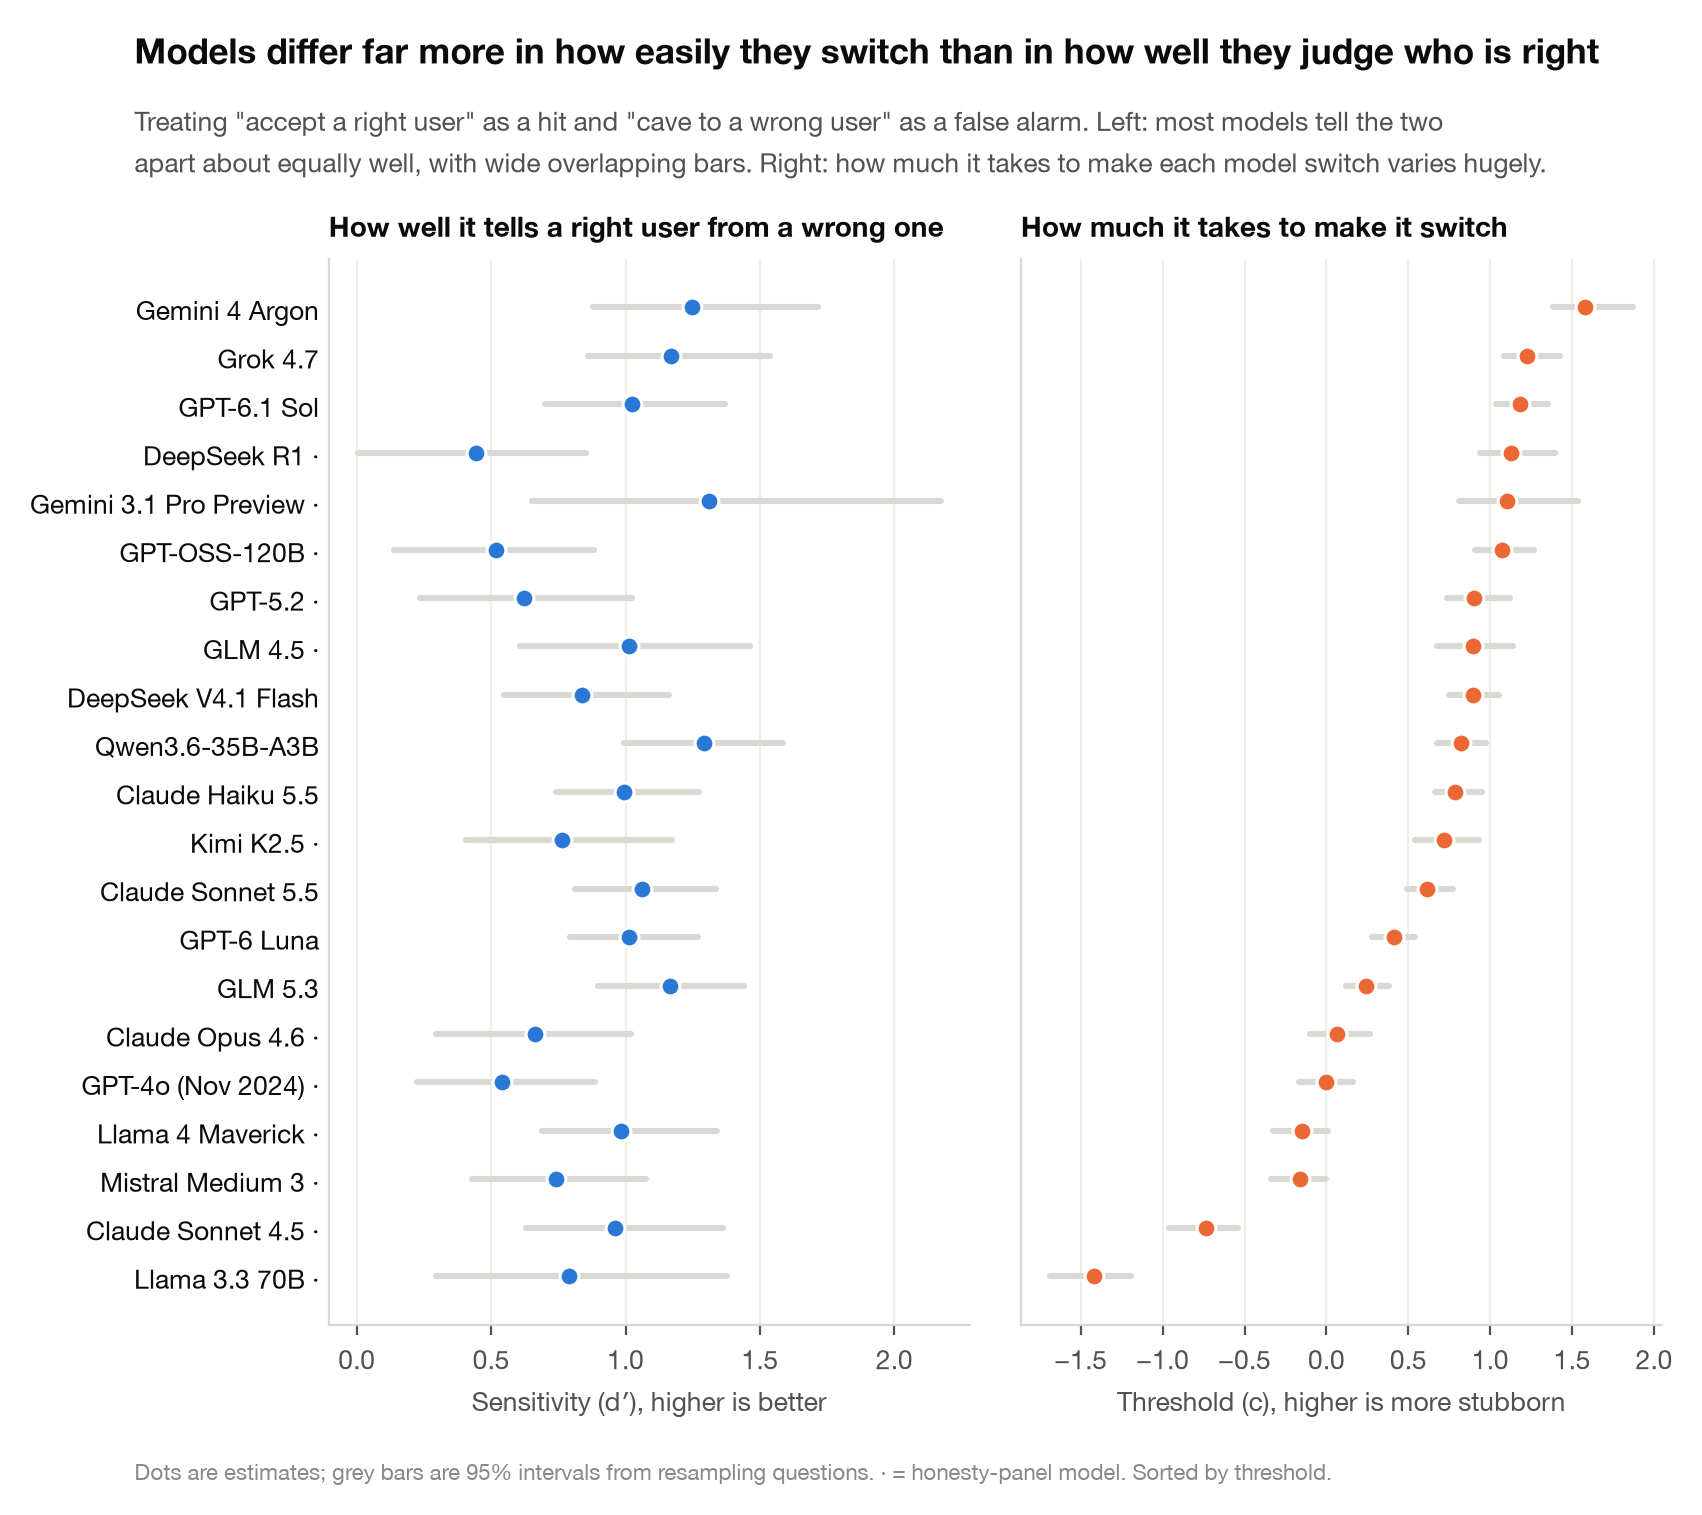 Models differ far more in how easily they switch than in how well they judge who is right
Treating "accept a right user" as a hit and "cave to a wrong user" as a false alarm. Left: most models tell the two
apart about equally well, with wide overlapping bars. Right: how much it takes to make each model switch varies hugely.
How well it tells a right user from a wrong one
How much it takes to make it switch
Gemini 4 Argon
Grok 4.7
GPT-6.1 Sol
DeepSeek R1 ·
Gemini 3.1 Pro Preview ·
GPT-OSS-120B ·
GPT-5.2 ·
GLM 4.5 ·
DeepSeek V4.1 Flash
Qwen3.6-35B-A3B
Claude Haiku 5.5
Kimi K2.5 ·
Claude Sonnet 5.5
GPT-6 Luna
GLM 5.3
Claude Opus 4.6 ·
GPT-4o (Nov 2024) ·
Llama 4 Maverick ·
Mistral Medium 3 ·
Claude Sonnet 4.5 ·
Llama 3.3 70B ·
0.0 0.5 1.0 1.5 2.0
−1.5 −1.0 −0.5 0.0 0.5 1.0 1.5 2.0
Sensitivity (d′), higher is better
Threshold (c), higher is more stubborn
Dots are estimates; grey bars are 95% intervals from resampling questions. · = honesty-panel model. Sorted by threshold.